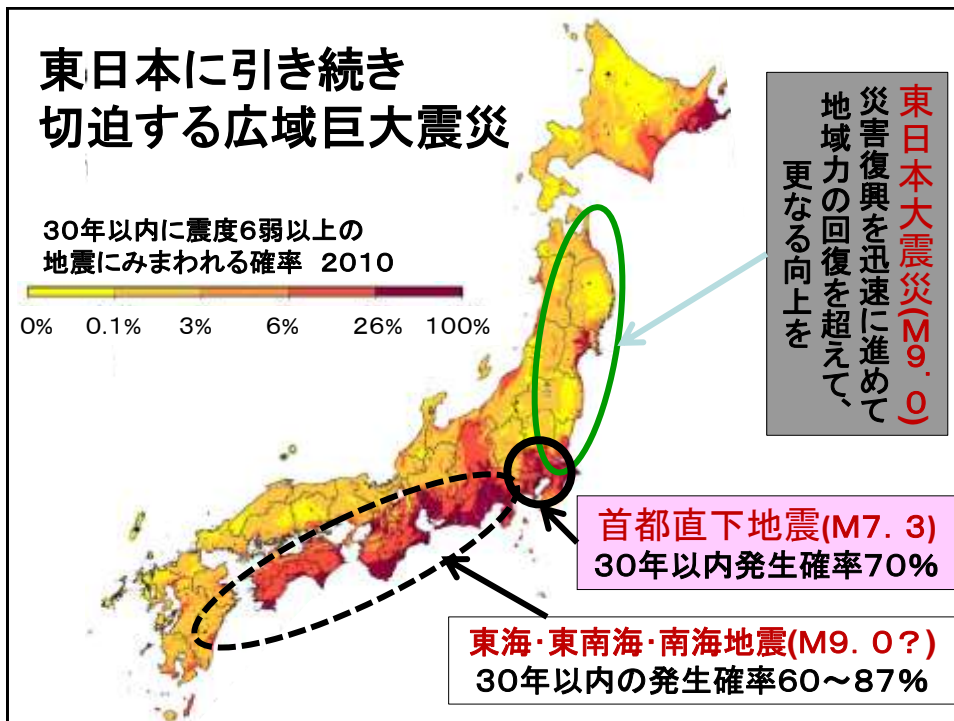 東日本に引き続き
切迫する広域巨大震災
30年以内に震度6弱以上の
地震にみまわれる確率 2010
0% 0.1% 3% 6% 26% 100%
東日本大震災(M9.0)
災害復興を迅速に進めて
地域力の回復を超えて、
更なる向上を
首都直下地震(M7.3)
30年以内発生確率70%
東海・東南海・南海地震(M9.0?)
30年以内の発生確率60~87%